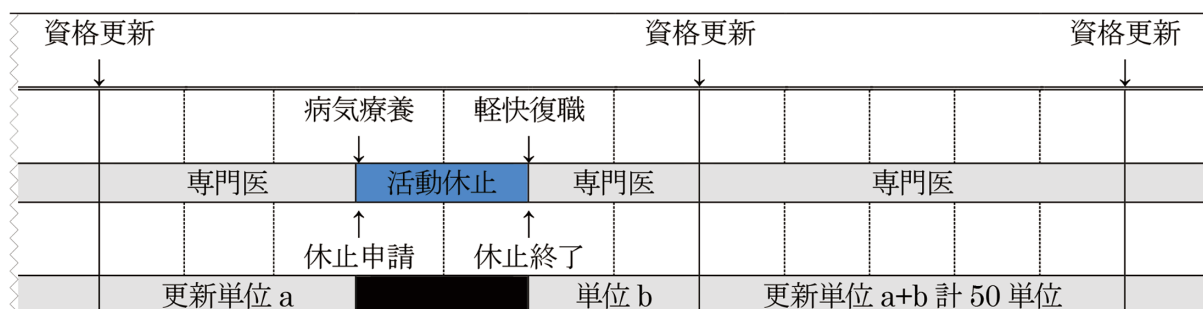 資格更新 資格更新 資格更新
病気療養 軽快復職
専門医 活動休止 専門医 専門医
休止申請 休止終了
更新単位 a 単位 b 更新単位 a+b 計 50 単位